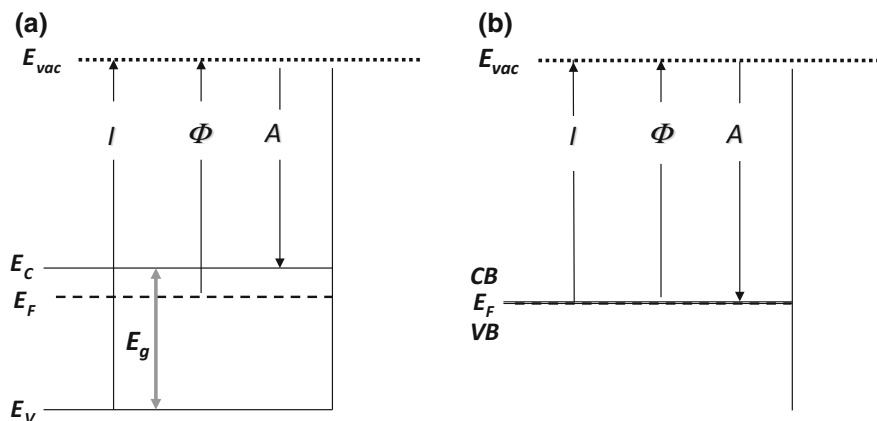 (a)
E_vac
I Φ A
E_C
E_F
E_g
E_V
(b)
E_vac
I Φ A
CB
E_F
VB